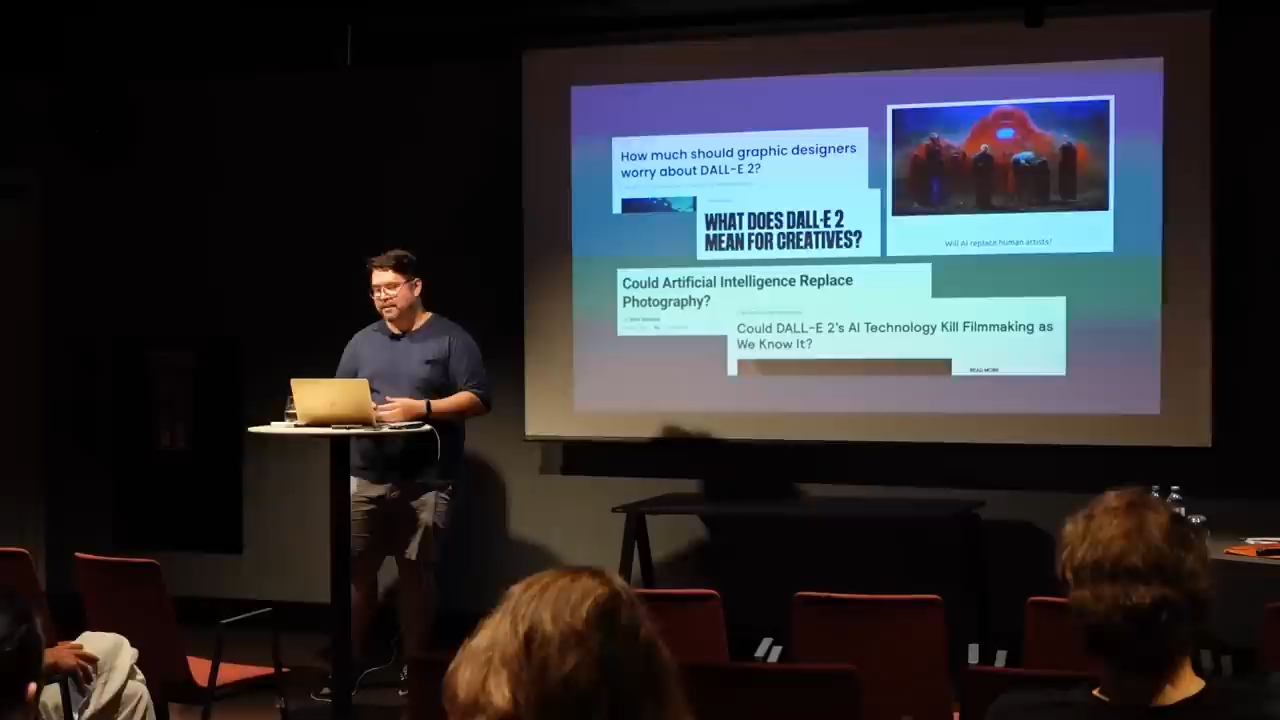 How much should graphic designers
worry about DALL-E 2?
WHAT DOES DALL·E 2
MEAN FOR CREATIVES?
Will AI replace human artists?
Could Artificial Intelligence Replace
Photography?
Could DALL-E 2's AI Technology Kill Filmmaking as
We Know It?
READ MORE